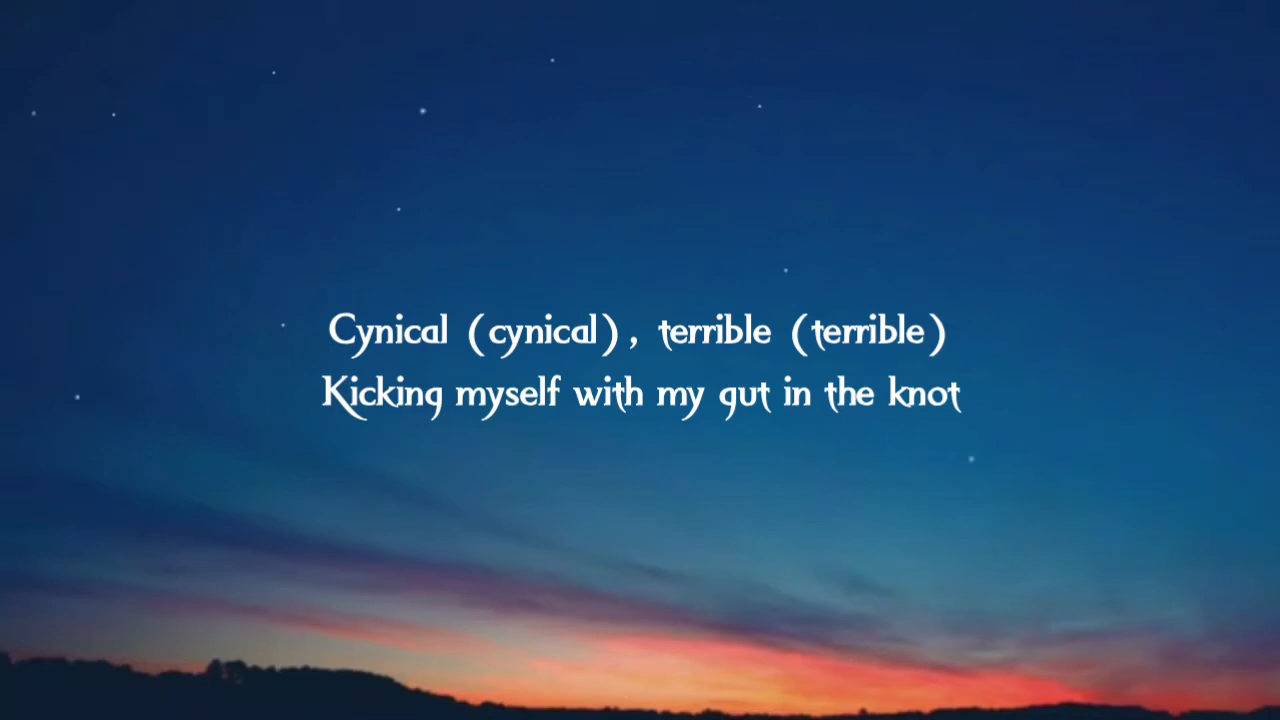 Cynical (cynical), terrible (terrible)
Kicking myself with my gut in the knot